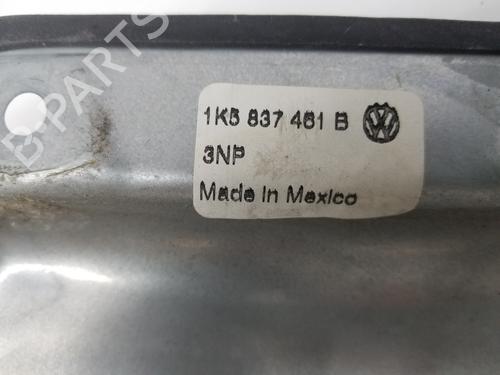 1K5 837 461 B
3NP
Made in Mexico
B-PARTS